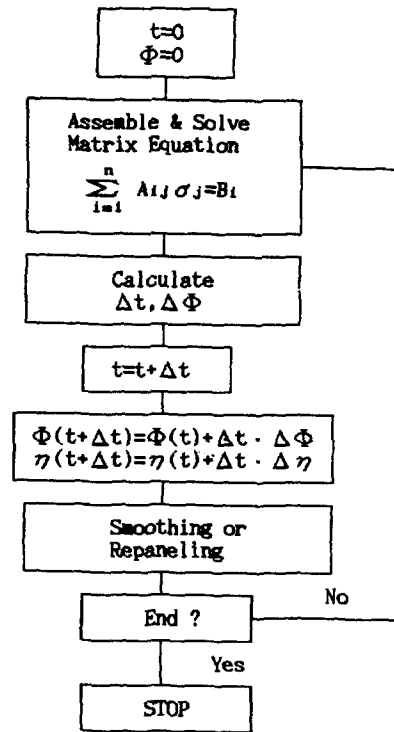 t=0
Φ=0
Assemble & Solve
Matrix Equation
n
∑ Aij σj=Bi
i=1
Calculate
Δt, ΔΦ
t=t+Δt
Φ(t+Δt)=Φ(t)+Δt · ΔΦ
η(t+Δt)=η(t)+Δt · Δη
Smoothing or
Repaneling
End ?
No
Yes
STOP